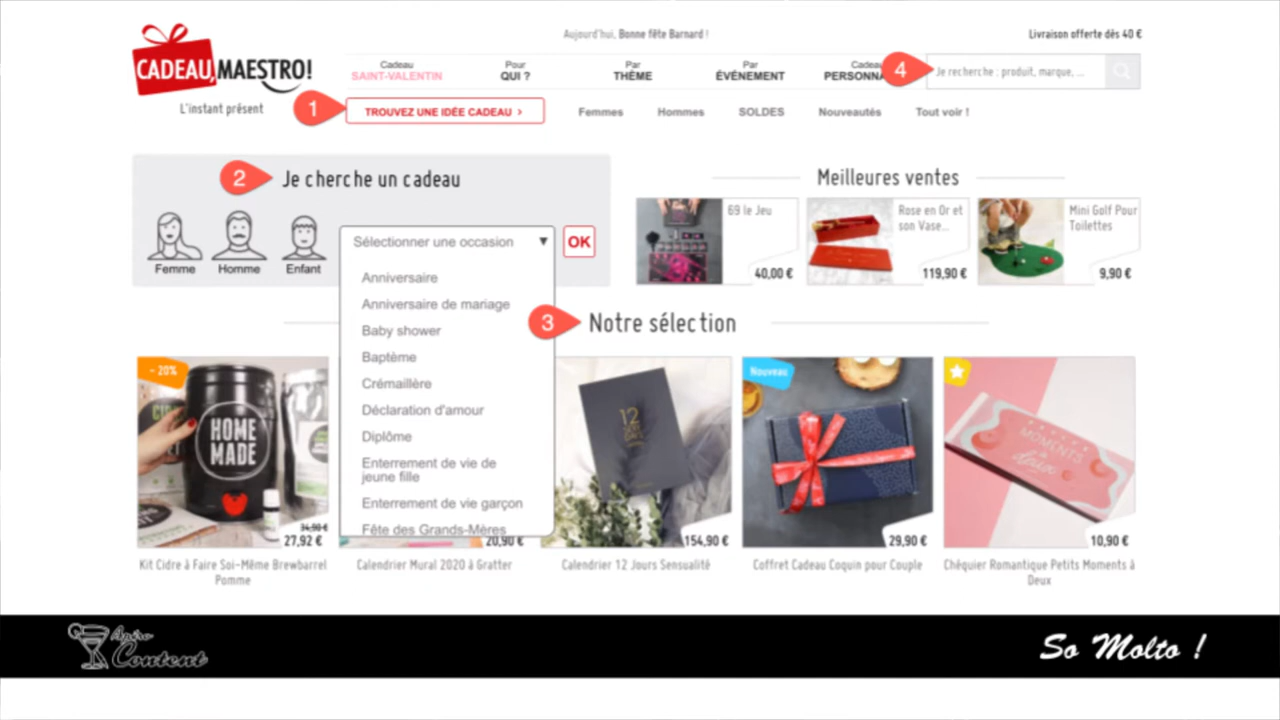 Aujourd'hui, Bonne fête Barnard !
Livraison offerte dès 40 €
CADEAU MAESTRO!
L'instant présent
Cadeau
SAINT-VALENTIN
Pour
QUI ?
Par
THÈME
Par
ÉVÉNEMENT
Cadeau
PERSONNA
4
Je recherche : produit, marque, ...
1
TROUVEZ UNE IDÉE CADEAU >
Femmes
Hommes
SOLDES
Nouveautés
Tout voir !
2
Je cherche un cadeau
Femme
Homme
Enfant
Sélectionner une occasion
OK
Anniversaire
Anniversaire de mariage
Baby shower
Baptème
Crémaillère
Déclaration d'amour
Diplôme
Enterrement de vie de
jeune fille
Enterrement de vie garçon
Fête des Grands-Mères
Meilleures ventes
69 le Jeu
40,00 €
Rose en Or et
son Vase...
119,90 €
Mini Golf Pour
Toilettes
9,90 €
3
Notre sélection
- 20%
HOME
MADE
34,90 €
27,92 €
Kit Cidre à Faire Soi-Même Brewbarrel
Pomme
20,90 €
Calendrier Mural 2020 à Gratter
12
154,90 €
Calendrier 12 Jours Sensualité
Nouveau
29,90 €
Coffret Cadeau Coquin pour Couple
MOMENTS
à deux
10,90 €
Chéquier Romantique Petits Moments à
Deux
Apéro
Content
So Molto !